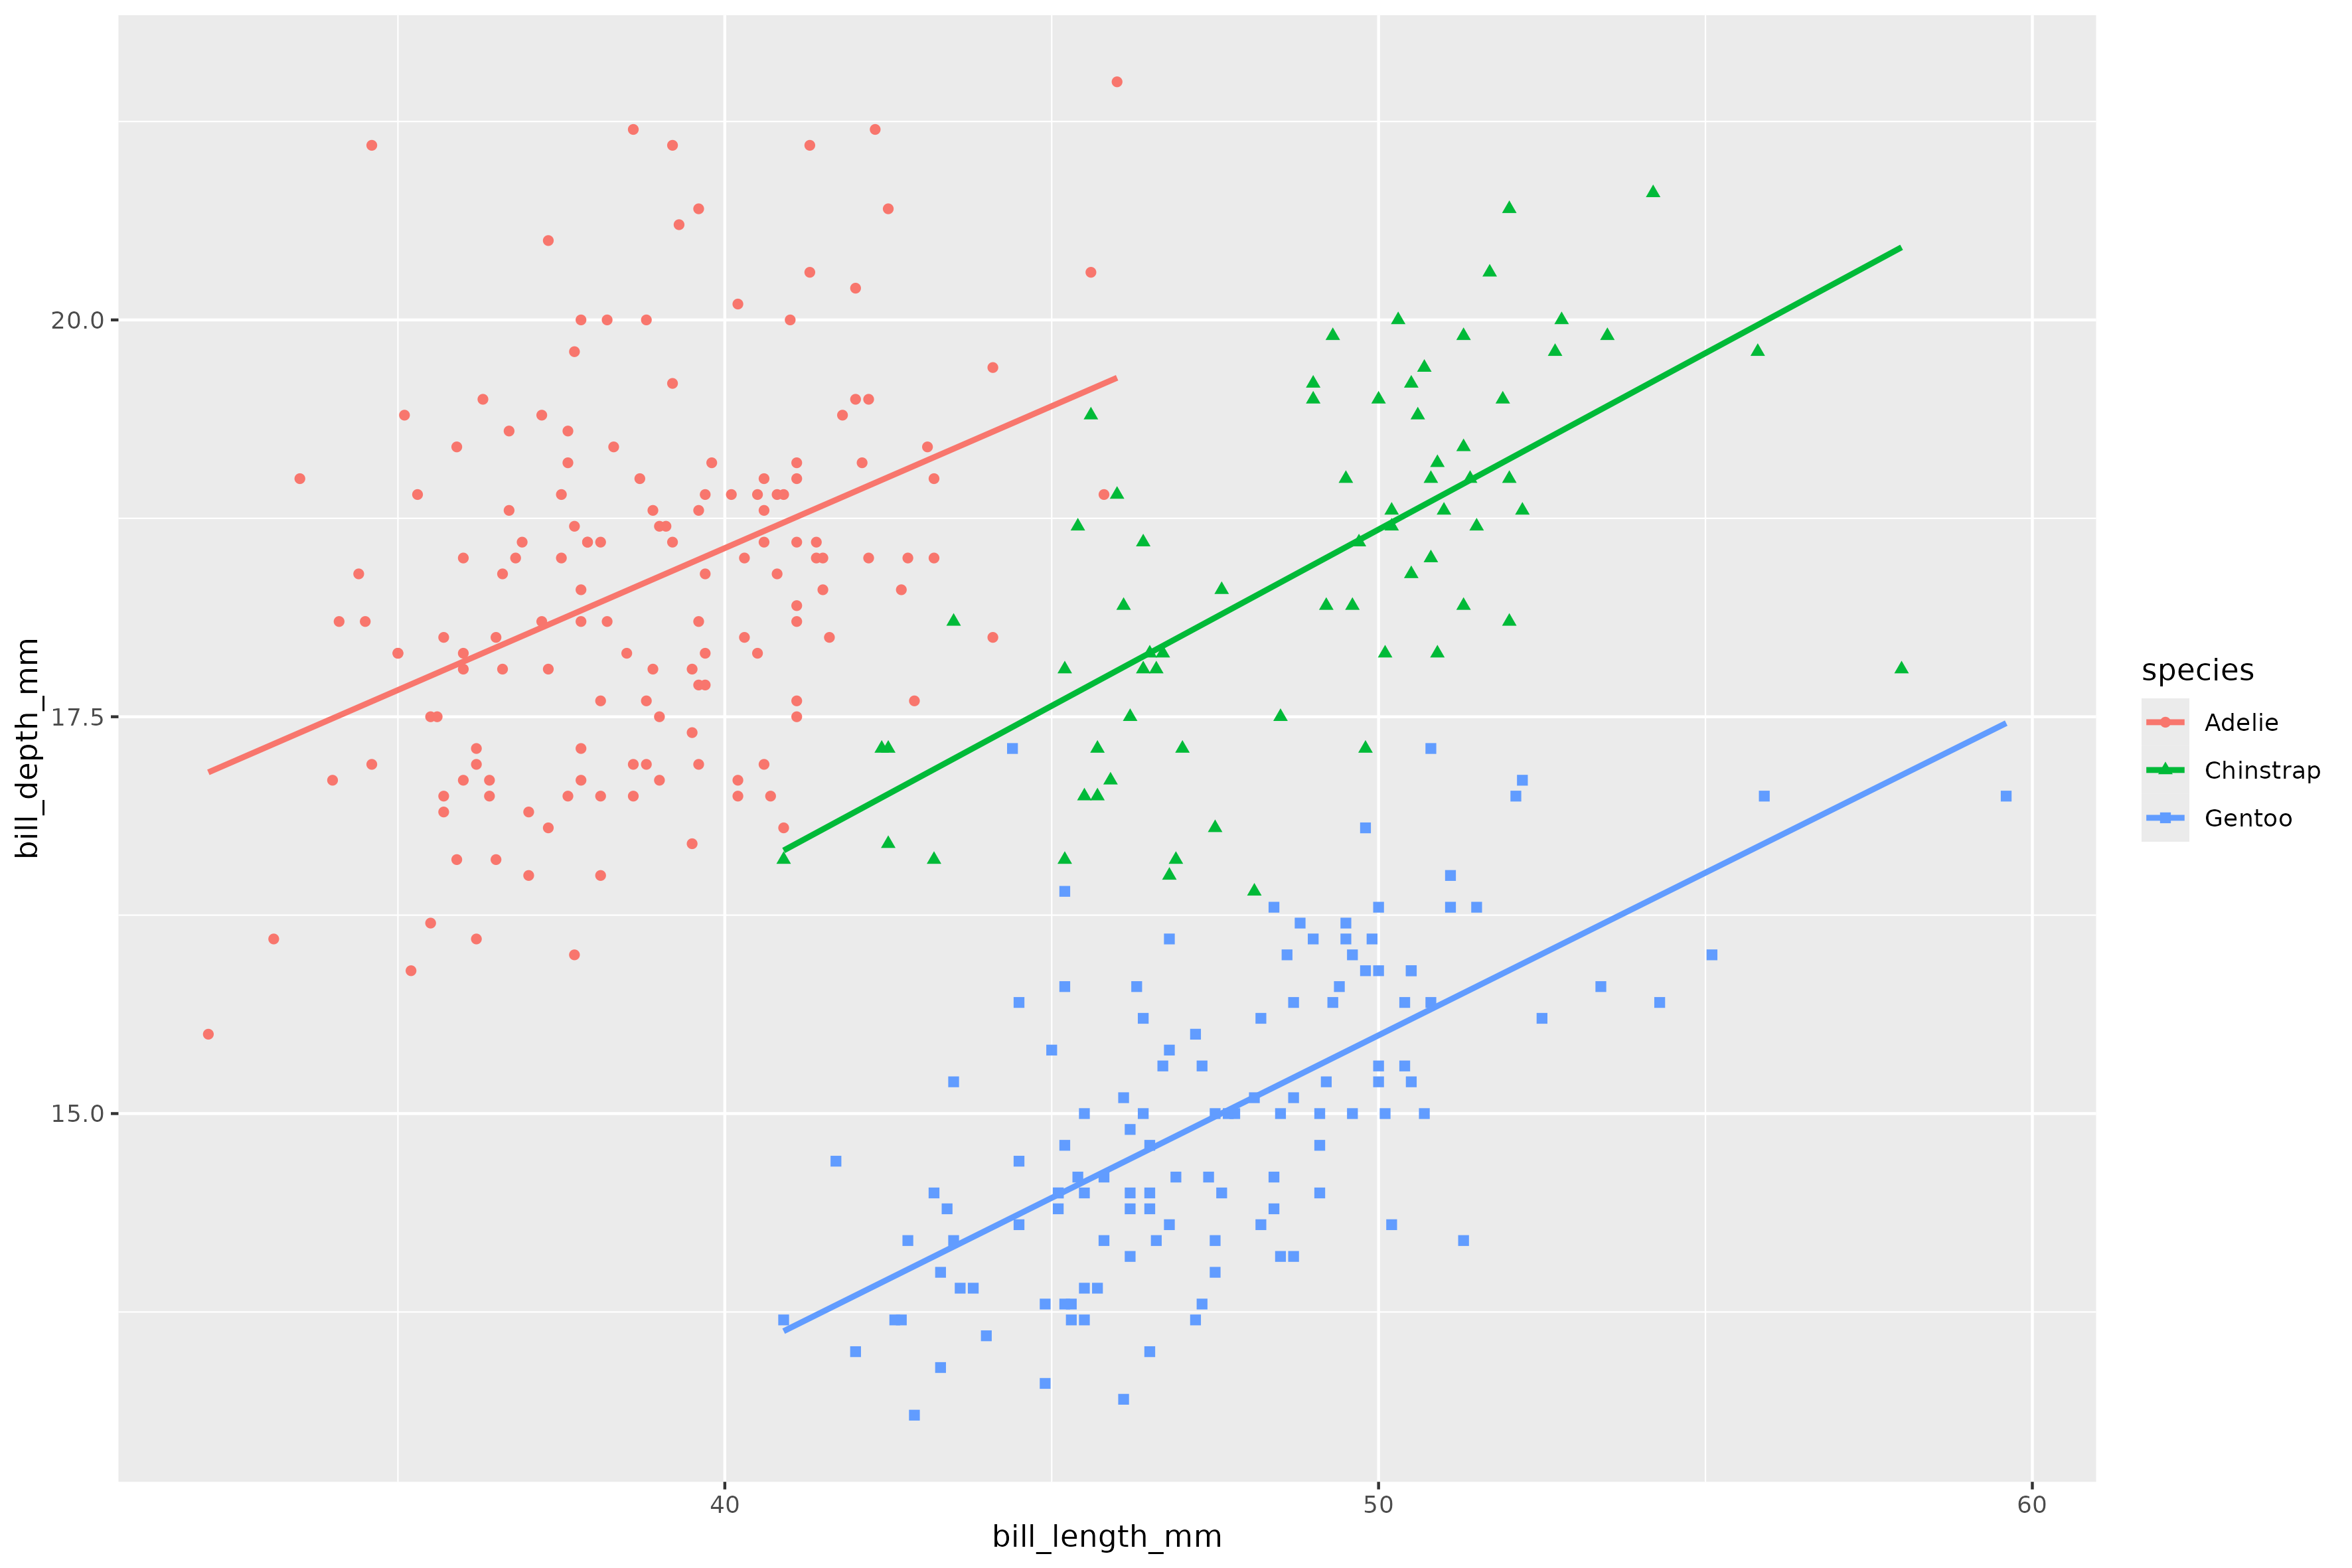 bill_depth_mm
20.0
17.5
15.0
40
50
60
bill_length_mm
species
Adelie
Chinstrap
Gentoo